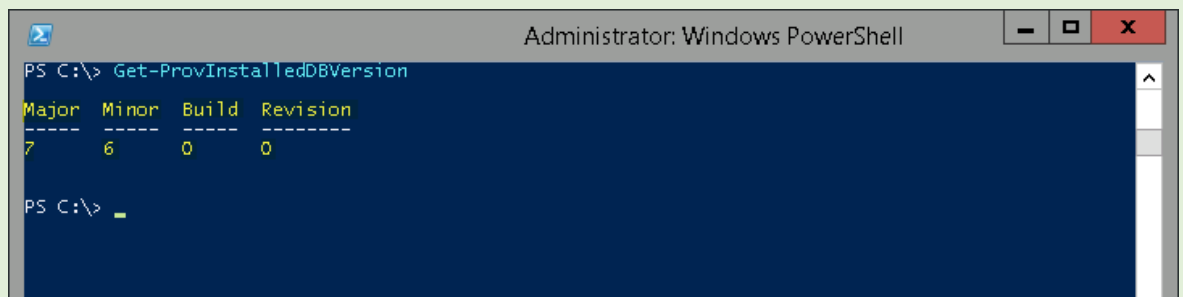 Administrator: Windows PowerShell
PS C:\> Get-ProvInstalledDBVersion
Major  Minor  Build  Revision
-----  -----  -----  --------
7      6      0      0
PS C:\> _